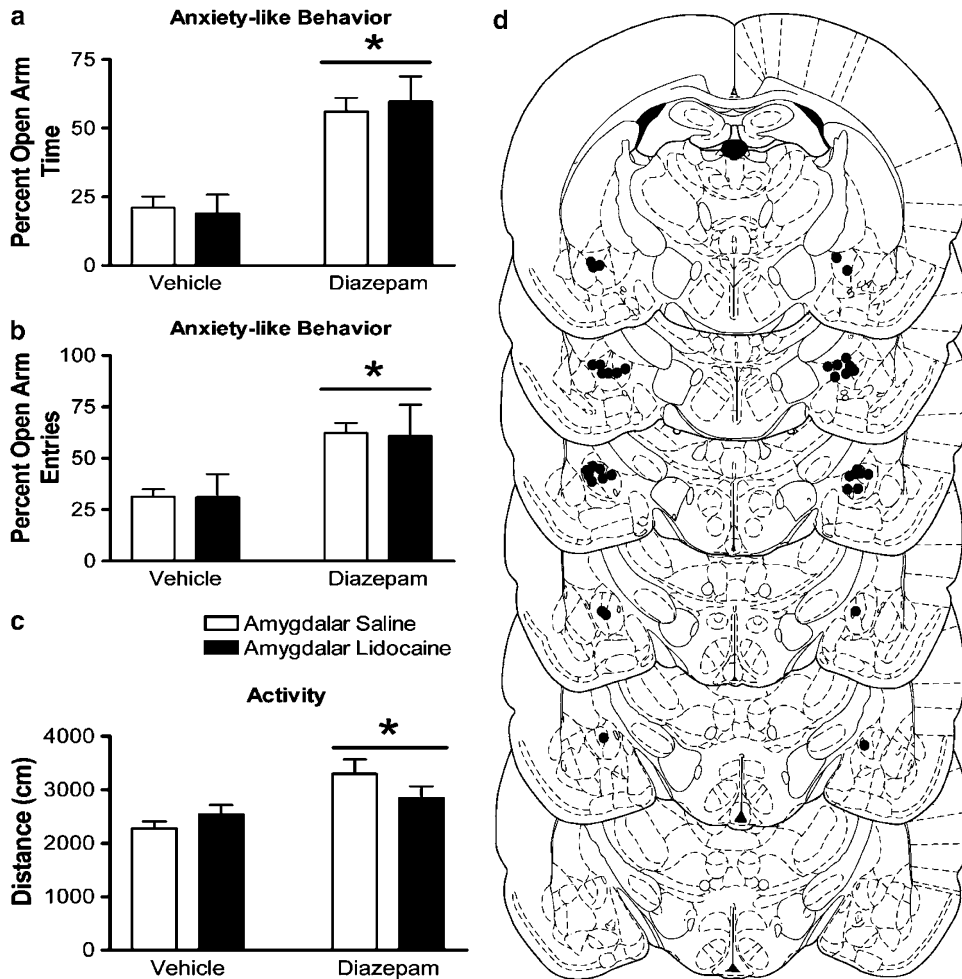 a
Anxiety-like Behavior
Percent Open Arm
Time
75
50
25
0
*
Vehicle
Diazepam
b
Anxiety-like Behavior
Percent Open Arm
Entries
100
75
50
25
0
*
Vehicle
Diazepam
c
Amygdalar Saline
Amygdalar Lidocaine
Activity
Distance (cm)
4000
3000
2000
1000
0
*
Vehicle
Diazepam
d